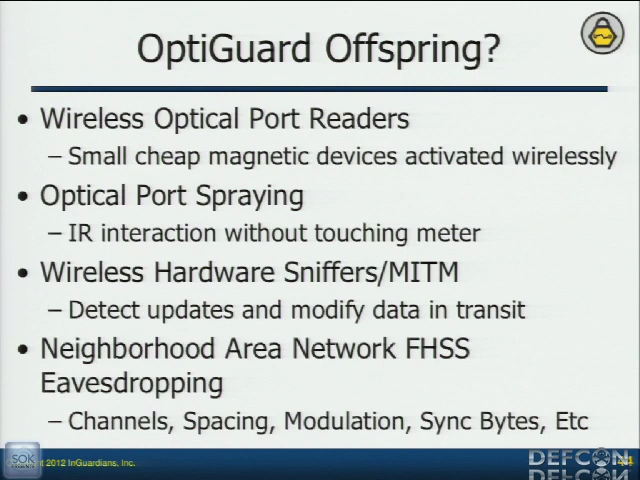 OptiGuard Offspring?
• Wireless Optical Port Readers
– Small cheap magnetic devices activated wirelessly
• Optical Port Spraying
– IR interaction without touching meter
• Wireless Hardware Sniffers/MITM
– Detect updates and modify data in transit
• Neighborhood Area Network FHSS
Eavesdropping
– Channels, Spacing, Modulation, Sync Bytes, Etc
SOK
2012 InGuardians, Inc.
DEFCON